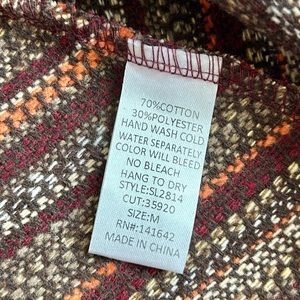 70%COTTON
30%POLYESTER
HAND WASH COLD
WATER SEPARATELY
COLOR WILL BLEED
NO BLEACH
HANG TO DRY
STYLE:SL2814
CUT:35920
SIZE:M
RN#:141642
MADE IN CHINA